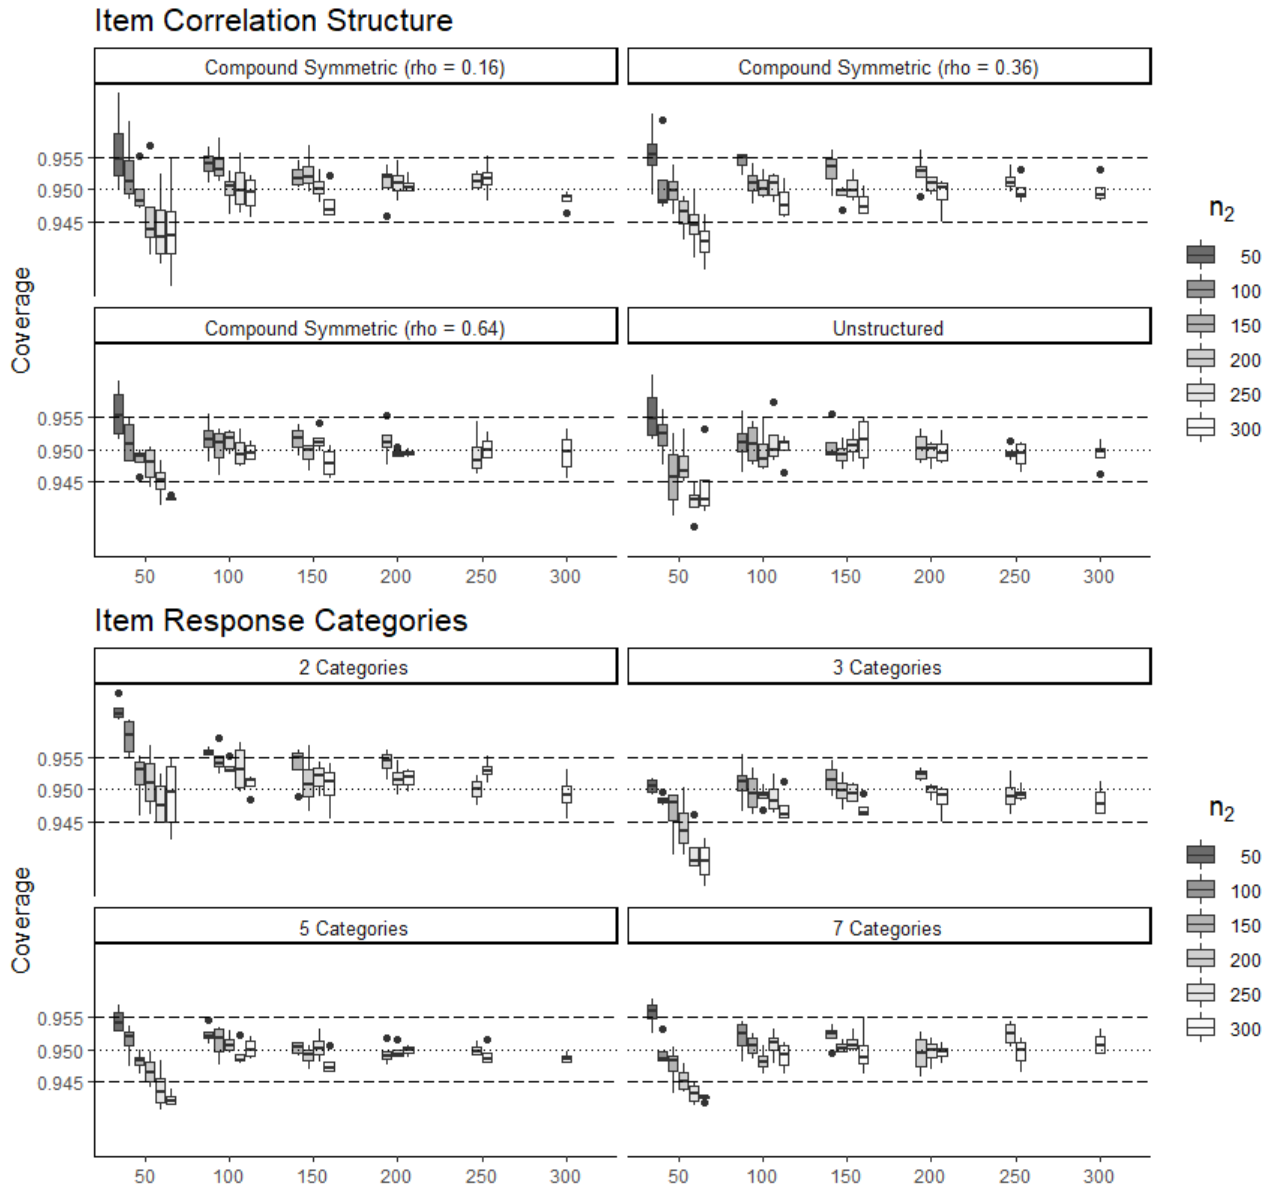 Item Correlation Structure
Compound Symmetric (rho = 0.16)
Compound Symmetric (rho = 0.36)
0.955
0.950
0.945
Compound Symmetric (rho = 0.64)
Unstructured
0.955
0.950
0.945
Coverage
50 100 150 200 250 300
50 100 150 200 250 300
n2
50
100
150
200
250
300
Item Response Categories
2 Categories
3 Categories
0.955
0.950
0.945
5 Categories
7 Categories
0.955
0.950
0.945
Coverage
50 100 150 200 250 300
50 100 150 200 250 300
n2
50
100
150
200
250
300